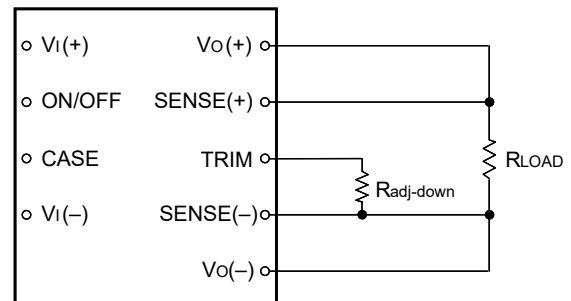 VI(+) VO(+)
ON/OFF SENSE(+)
CASE TRIM RLOAD
Radj-down
VI(–) SENSE(–)
VO(–)